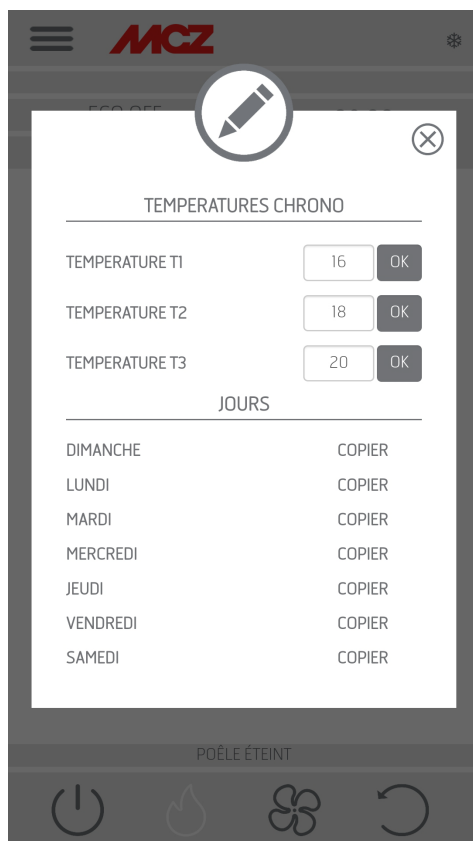 MCZ
TEMPERATURES CHRONO
TEMPERATURE T1 16 OK
TEMPERATURE T2 18 OK
TEMPERATURE T3 20 OK
JOURS
DIMANCHE COPIER
LUNDI COPIER
MARDI COPIER
MERCREDI COPIER
JEUDI COPIER
VENDREDI COPIER
SAMEDI COPIER
POÊLE ÉTEINT